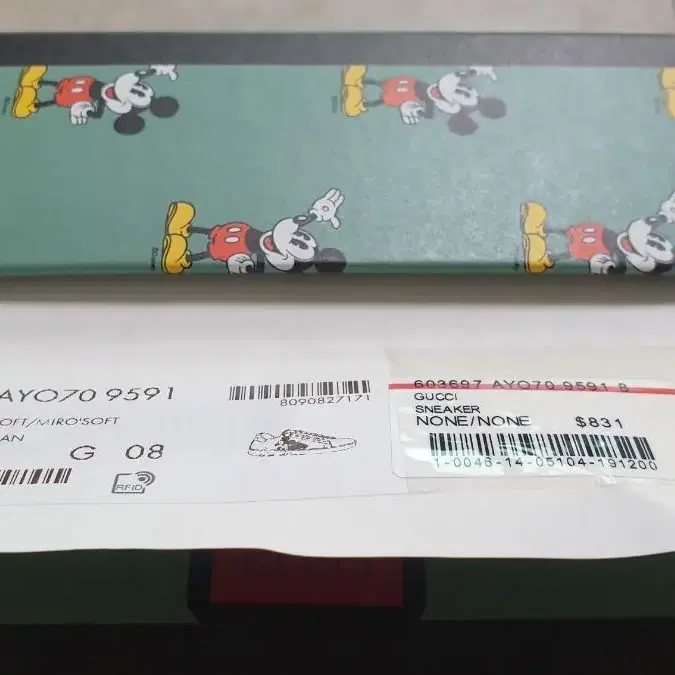 AYO70 9591
8090827171
OFT/MIRO'SOFT
AN
G 08
RFID
603697 AYO70 9591 8
GUCCI
SNEAKER
NONE/NONE $831
1-0046-14-05104-191200